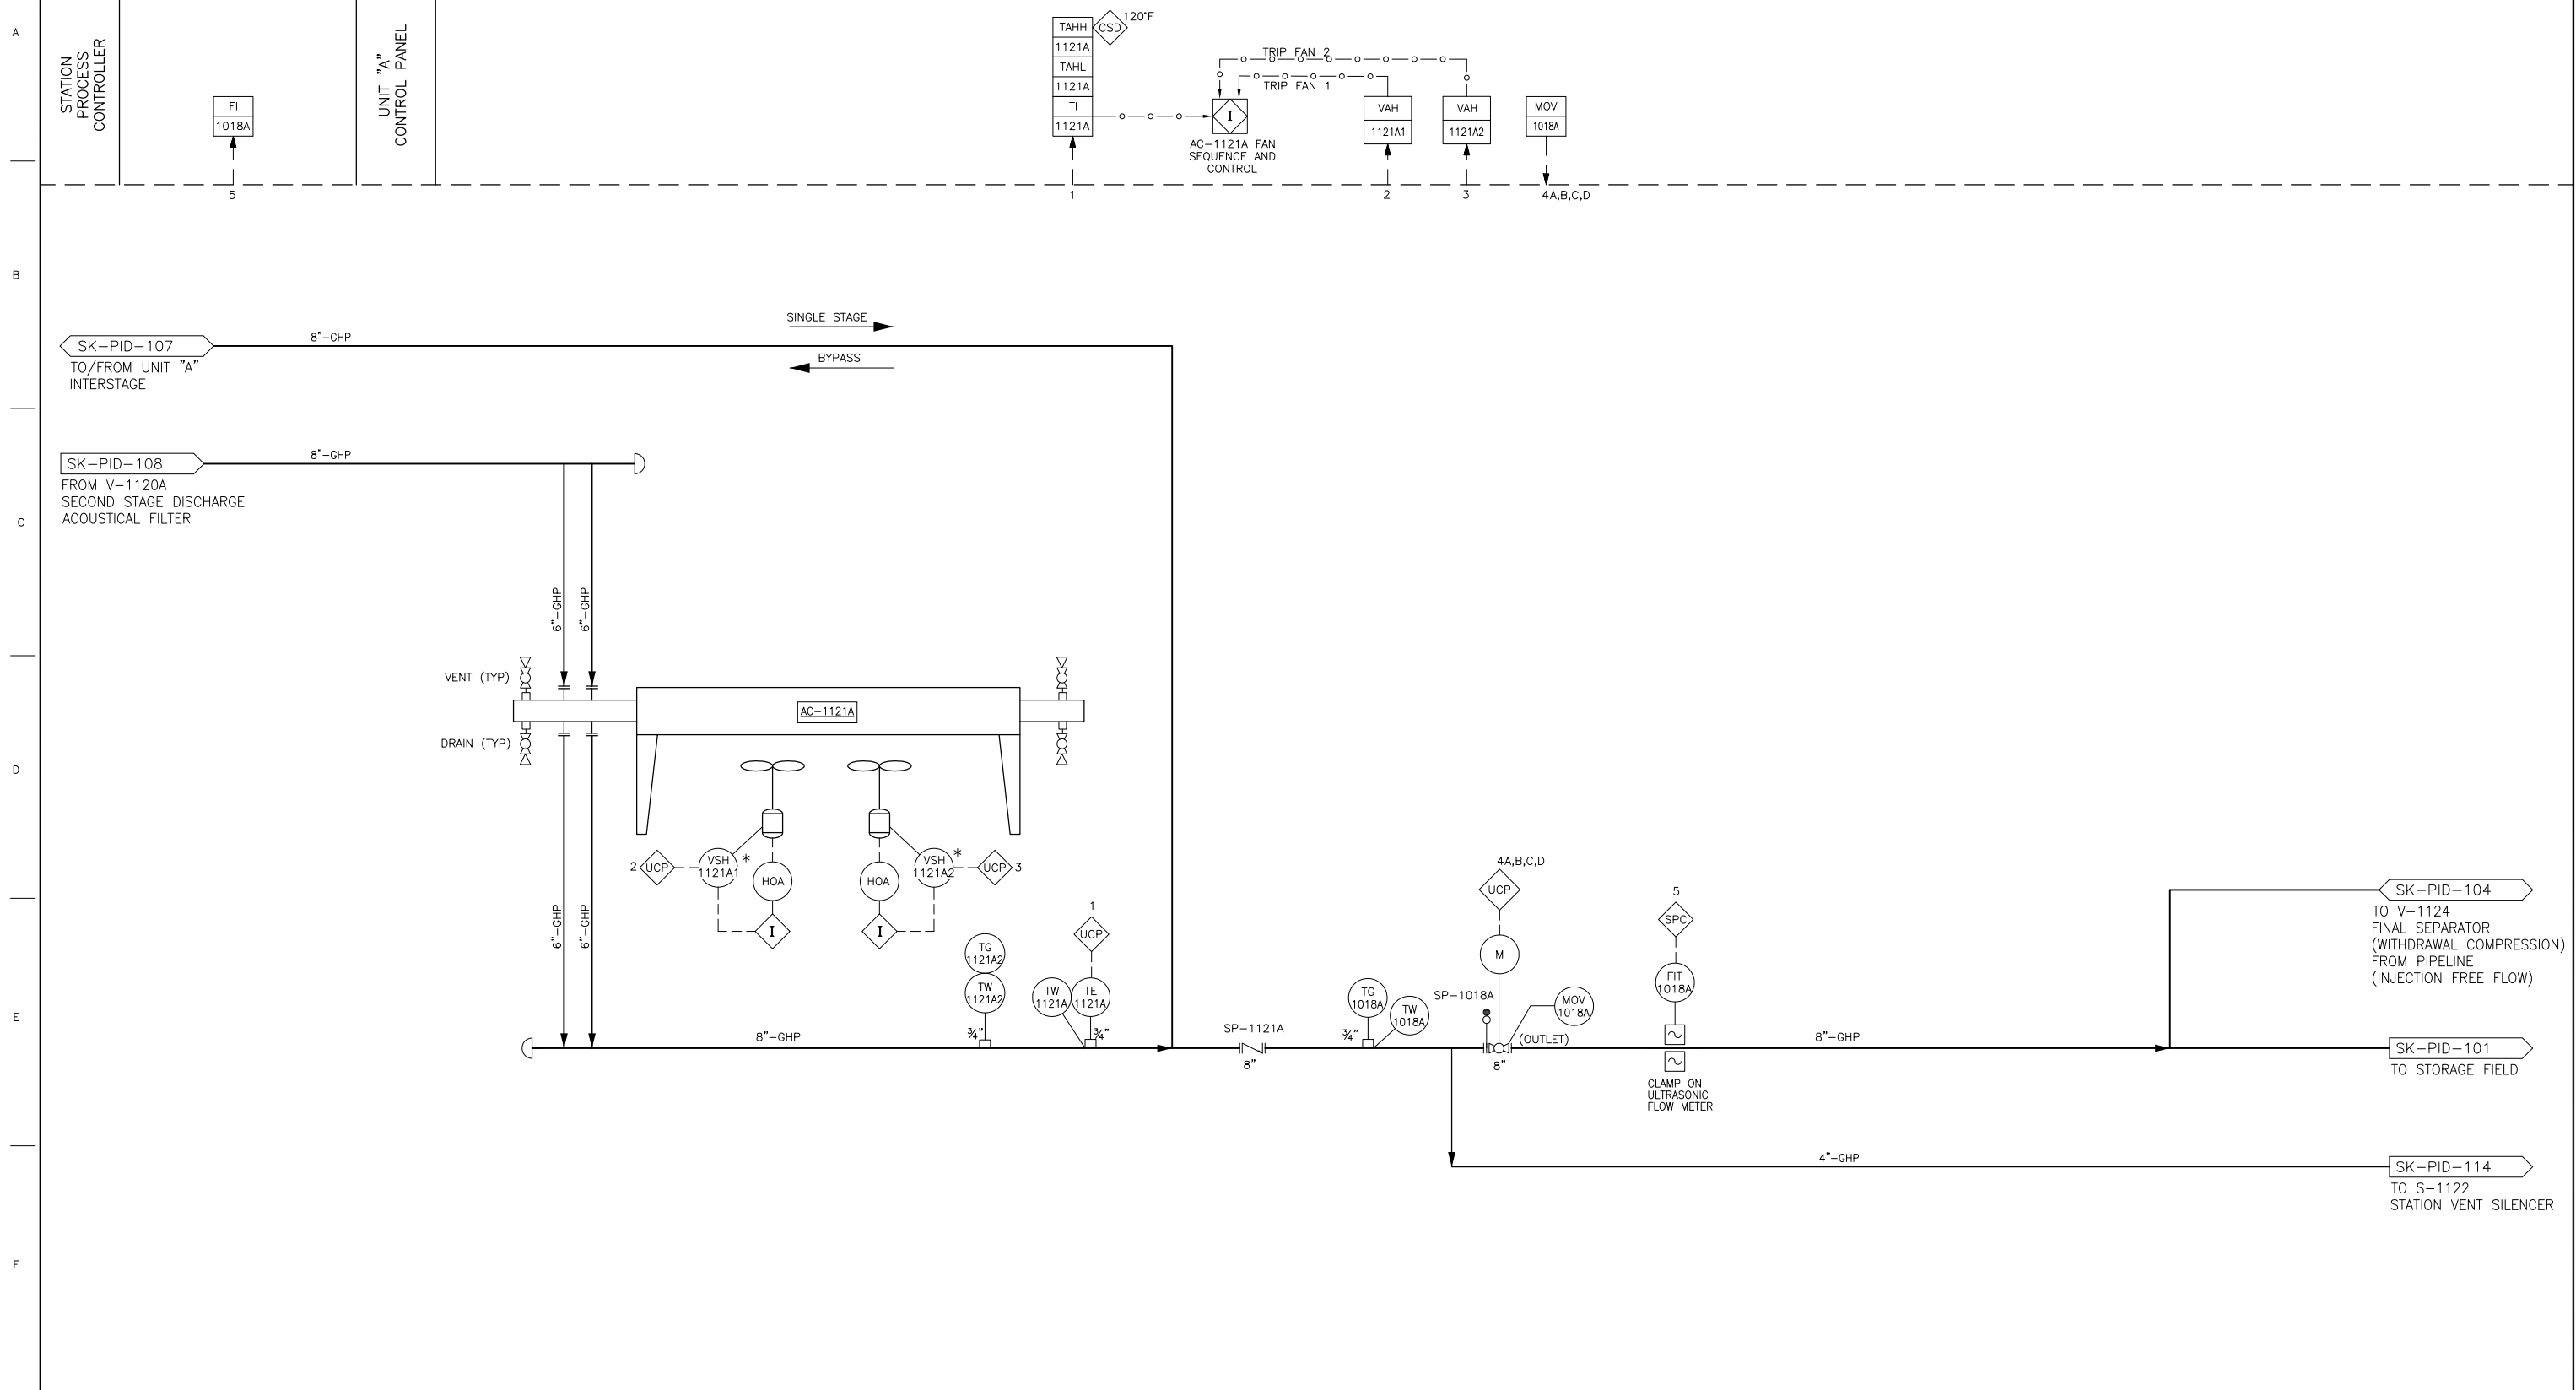 A
STATION
PROCESS
CONTROLLER
FI
1018A
UNIT "A"
CONTROL PANEL
TAHH
1121A
TAHL
1121A
TI
1121A
CSD
120°F
TRIP FAN 2
TRIP FAN 1
I
AC-1121A FAN
SEQUENCE AND
CONTROL
VAH
1121A1
VAH
1121A2
MOV
1018A
5
1
2
3
4A,B,C,D
B
SINGLE STAGE
BYPASS
SK-PID-107
8"-GHP
TO/FROM UNIT "A"
INTERSTAGE
SK-PID-108
8"-GHP
FROM V-1120A
SECOND STAGE DISCHARGE
ACOUSTICAL FILTER
C
6"-GHP
6"-GHP
VENT (TYP)
AC-1121A
DRAIN (TYP)
D
2
UCP
VSH
1121A1
*
HOA
HOA
VSH
1121A2
*
UCP
3
I
I
6"-GHP
6"-GHP
TG
1121A2
TW
1121A2
3/4"
1
UCP
TW
1121A
TE
1121A
3/4"
8"-GHP
E
SP-1121A
8"
TG
1018A
TW
1018A
3/4"
4A,B,C,D
UCP
M
SP-1018A
MOV
1018A
(OUTLET)
8"
5
SPC
FIT
1018A
CLAMP ON
ULTRASONIC
FLOW METER
8"-GHP
SK-PID-104
TO V-1124
FINAL SEPARATOR
(WITHDRAWAL COMPRESSION)
FROM PIPELINE
(INJECTION FREE FLOW)
SK-PID-101
TO STORAGE FIELD
4"-GHP
SK-PID-114
TO S-1122
STATION VENT SILENCER
F